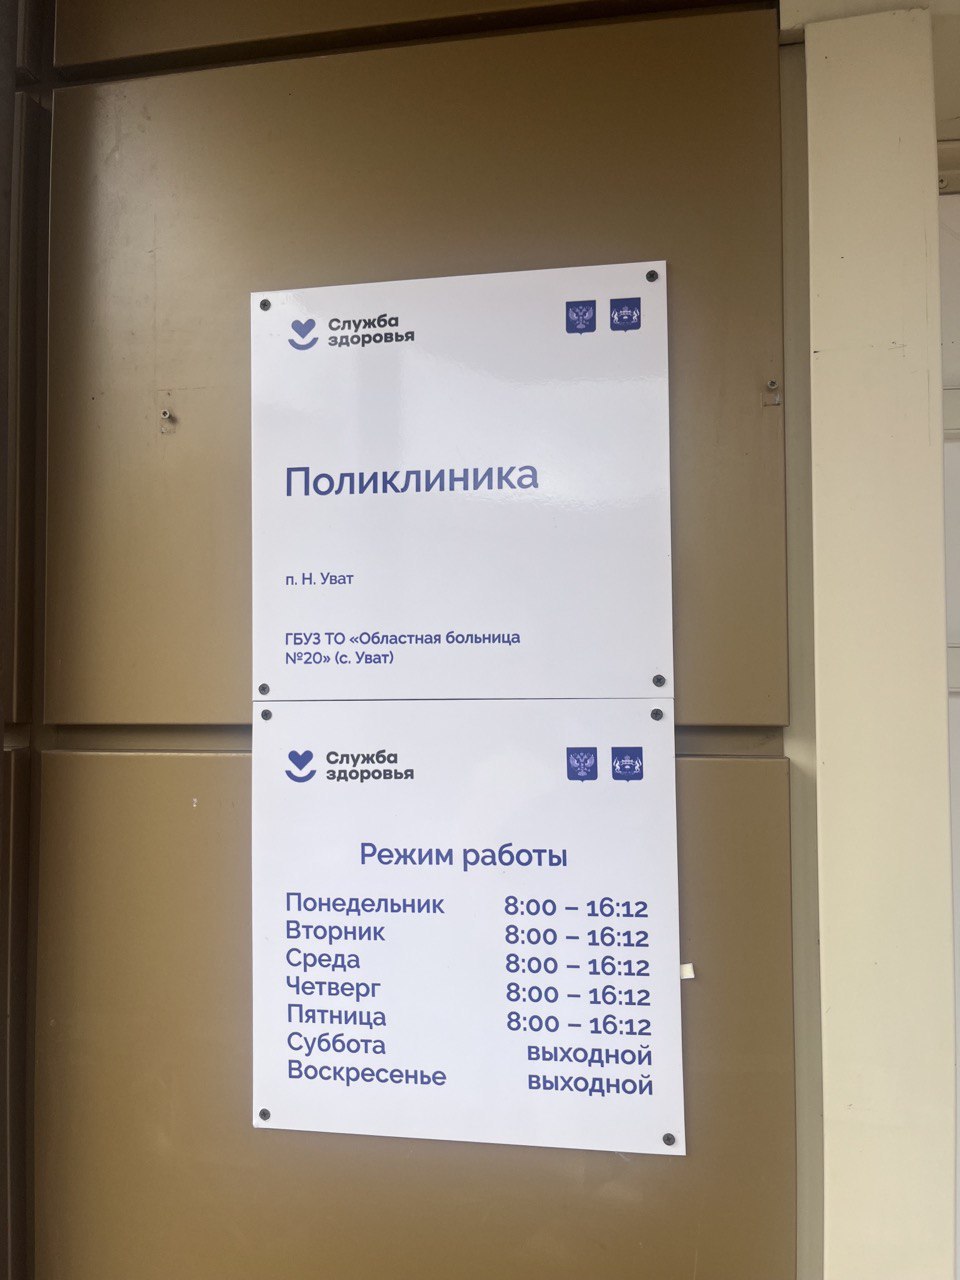 Служба
здоровья
Поликлиника
п. Н. Уват
ГБУЗ ТО «Областная больница
№20» (с. Уват)
Служба
здоровья
Режим работы
Понедельник 8:00 – 16:12
Вторник 8:00 – 16:12
Среда 8:00 – 16:12
Четверг 8:00 – 16:12
Пятница 8:00 – 16:12
Суббота выходной
Воскресенье выходной